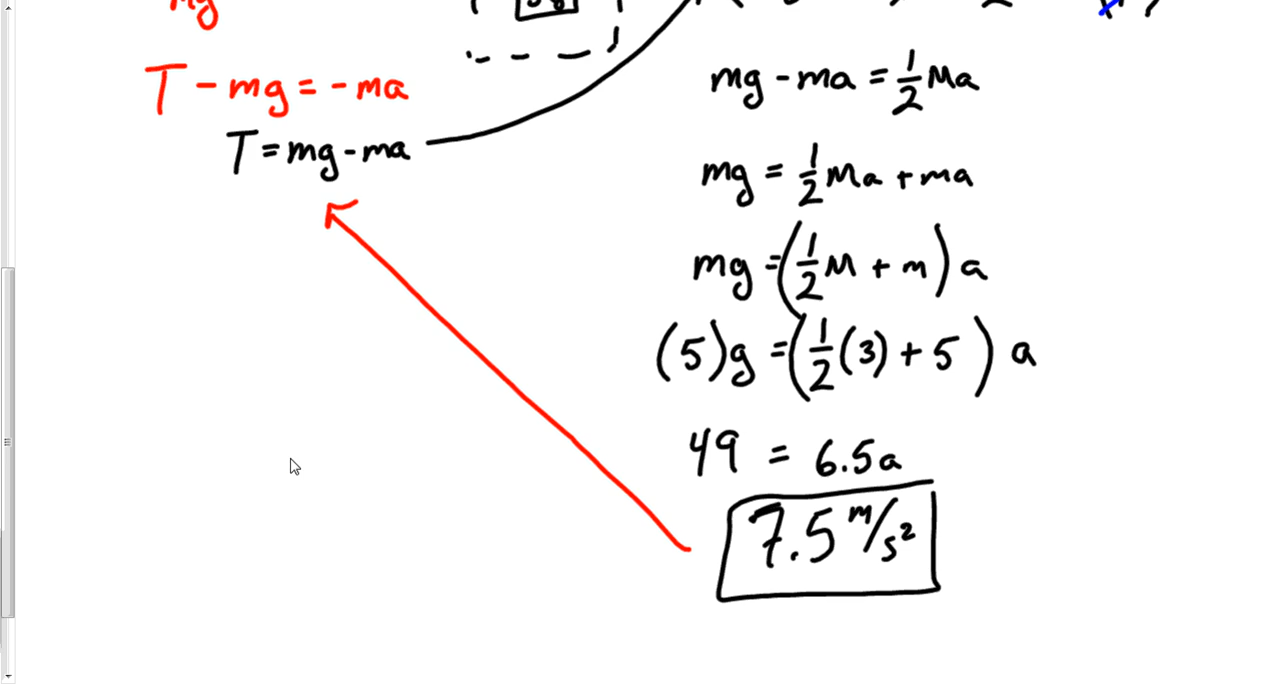 mg
T - mg = - ma
T = mg - ma
mg - ma = 1/2 Ma
mg = 1/2 Ma + ma
mg = (1/2 M + m) a
(5)g = (1/2 (3) + 5) a
49 = 6.5a
7.5 m/s²